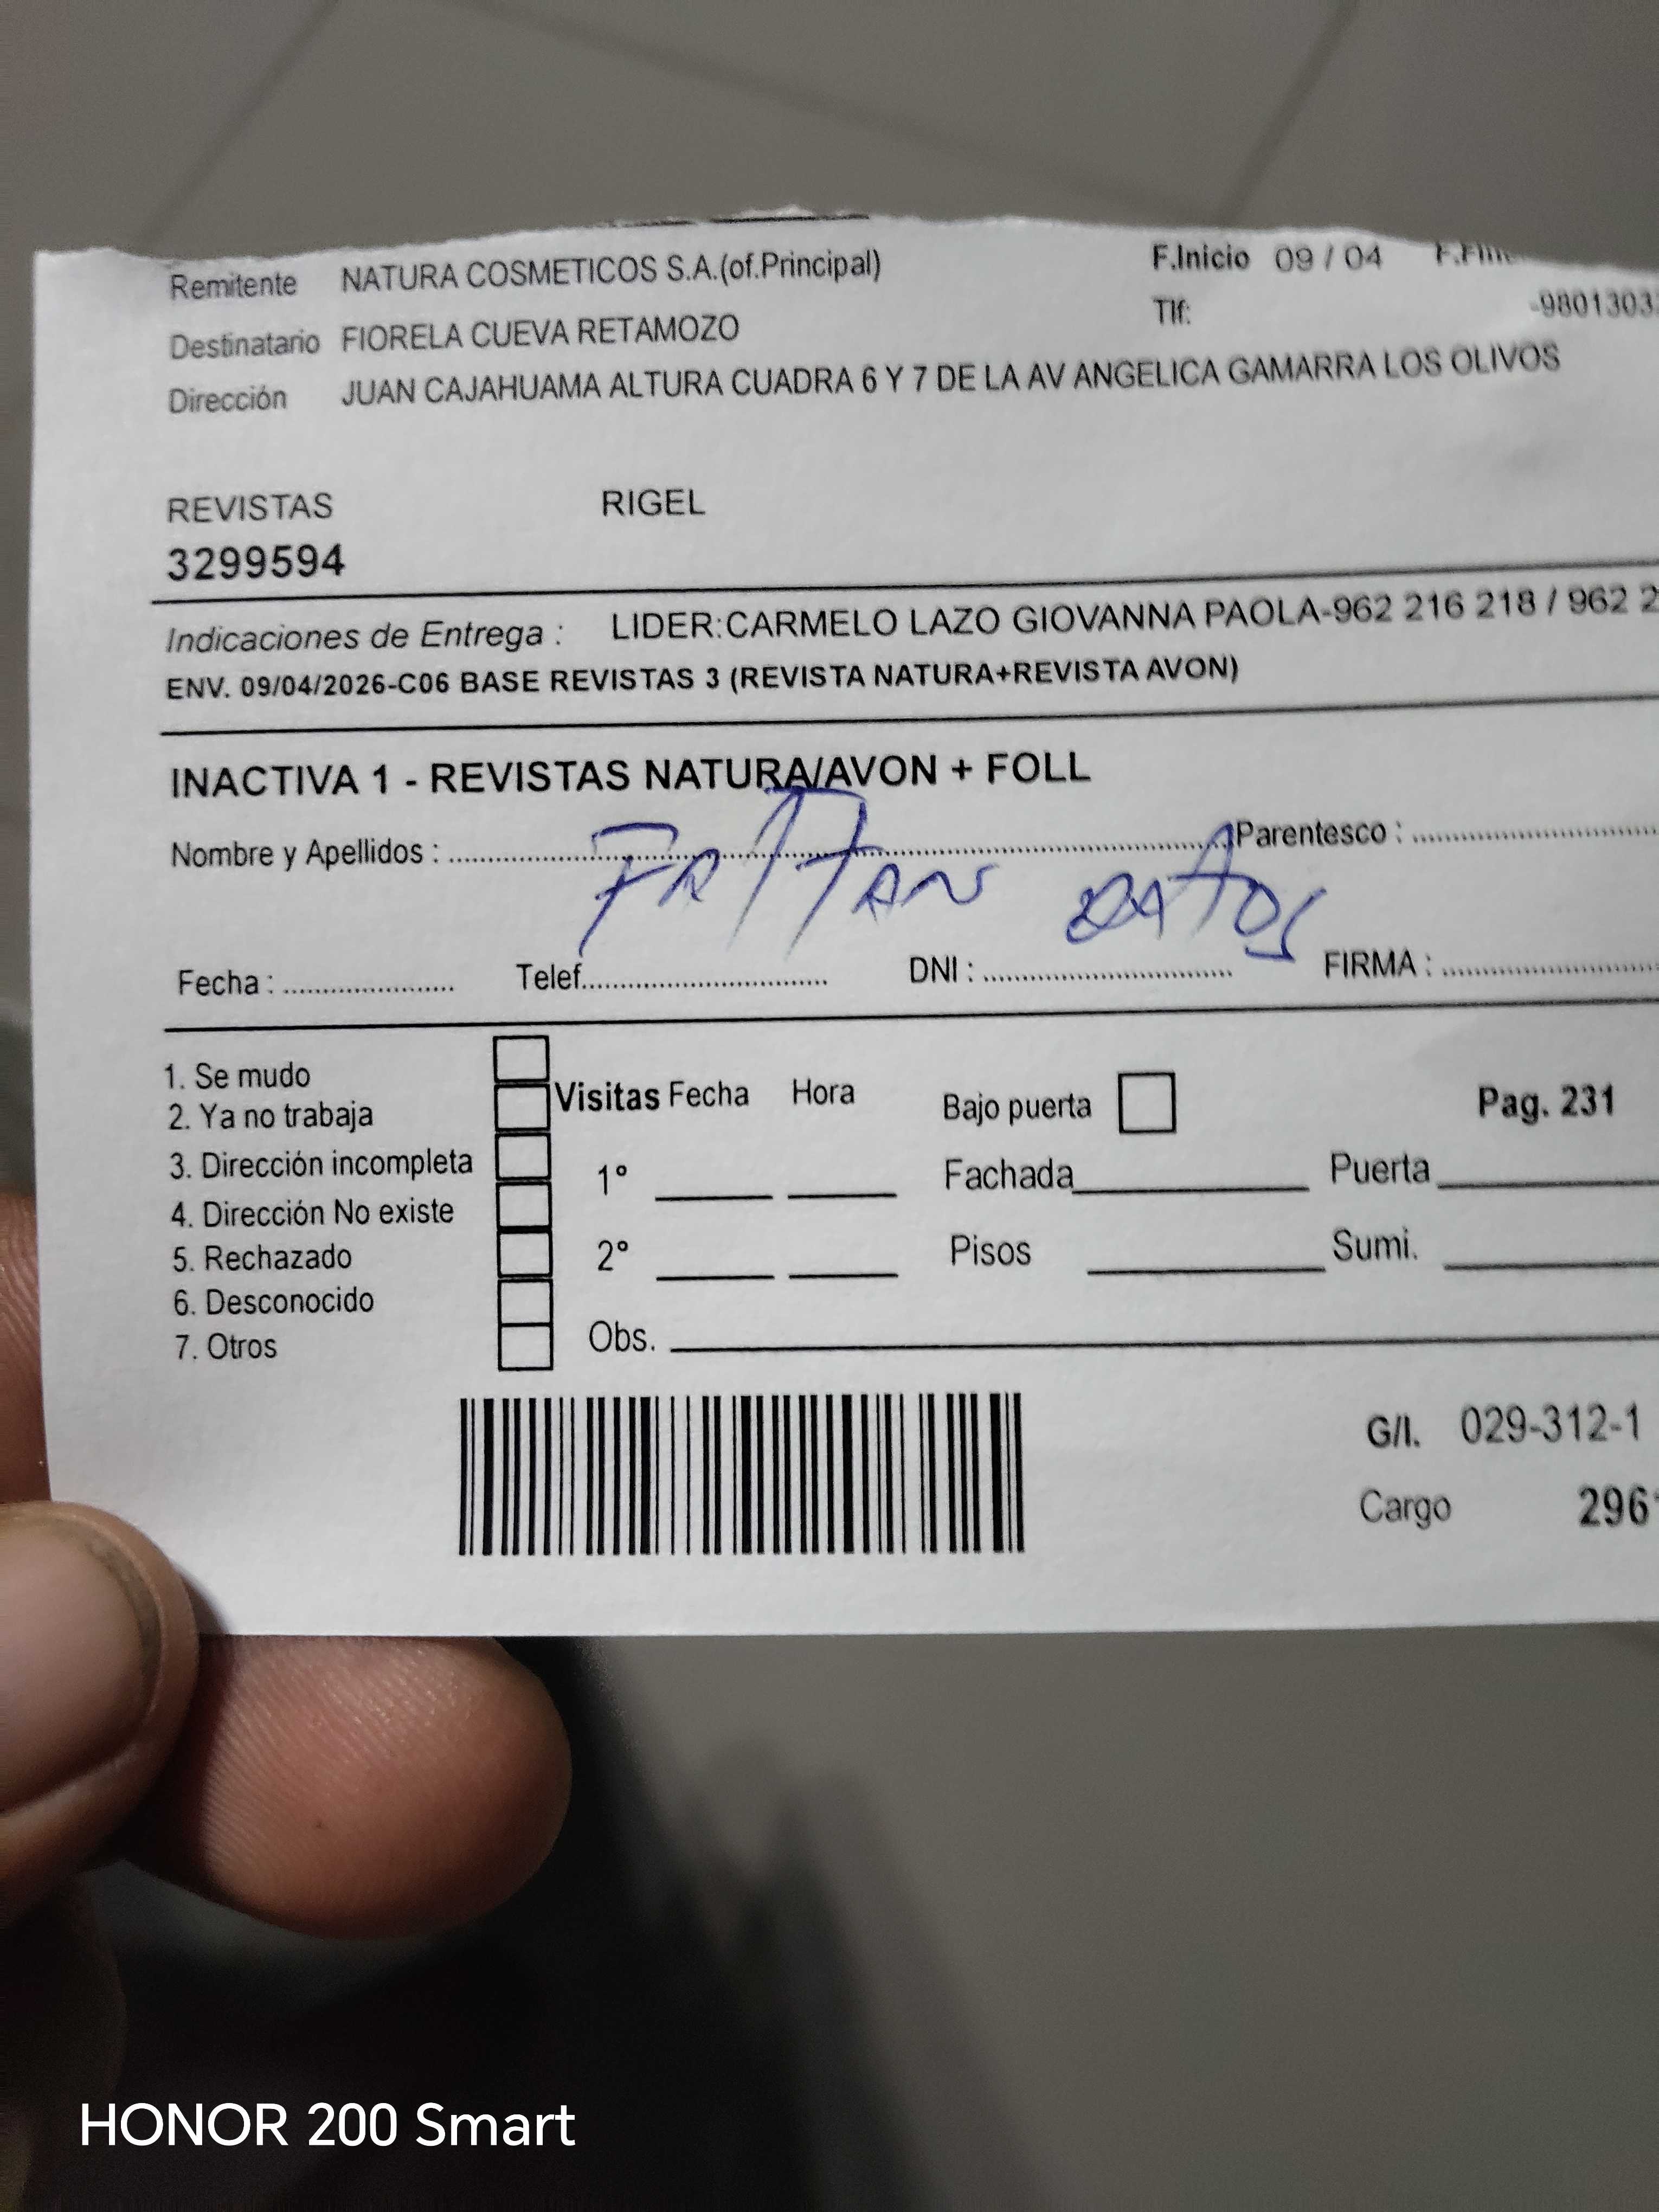 Remitente NATURA COSMETICOS S.A.(of.Principal) F.Inicio 09 / 04
Destinatario FIORELA CUEVA RETAMOZO Tlf: -9801303
Dirección JUAN CAJAHUAMA ALTURA CUADRA 6 Y 7 DE LA AV ANGELICA GAMARRA LOS OLIVOS
REVISTAS RIGEL
3299594
Indicaciones de Entrega : LIDER:CARMELO LAZO GIOVANNA PAOLA-962 216 218 / 962 2
ENV. 09/04/2026-C06 BASE REVISTAS 3 (REVISTA NATURA+REVISTA AVON)
INACTIVA 1 - REVISTAS NATURA/AVON + FOLL
Nombre y Apellidos : Parentesco :
FALTAN DATOS
Fecha : Telef. DNI : FIRMA :
1. Se mudo
2. Ya no trabaja
3. Dirección incompleta
4. Dirección No existe
5. Rechazado
6. Desconocido
7. Otros
Visitas Fecha Hora
1°
2°
Obs.
Bajo puerta Pag. 231
Fachada Puerta
Pisos Sumi.
G/I. 029-312-1
Cargo 296
HONOR 200 Smart